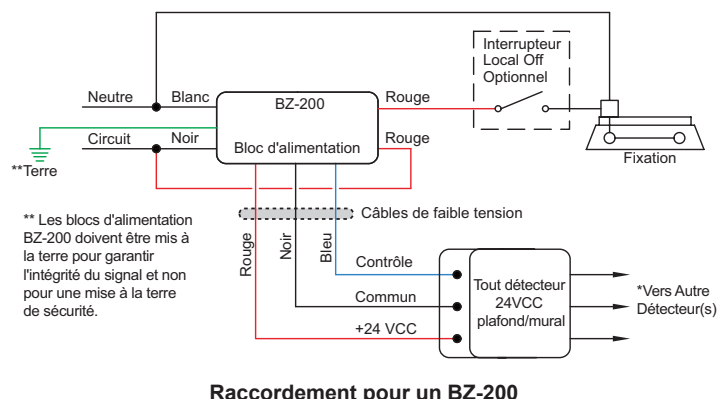 Interrupteur
Local Off
Optionnel
Neutre
Blanc
BZ-200
Rouge
Circuit
Noir
Bloc d'alimentation
Rouge
**Terre
Fixation
** Les blocs d'alimentation
BZ-200 doivent être mis à
la terre pour garantir
l'intégrité du signal et non
pour une mise à la terre
de sécurité.
Câbles de faible tension
Rouge
Noir
Bleu
Contrôle
Commun
+24 VCC
Tout détecteur
24VCC
plafond/mural
*Vers Autre
Détecteur(s)
Raccordement pour un BZ-200